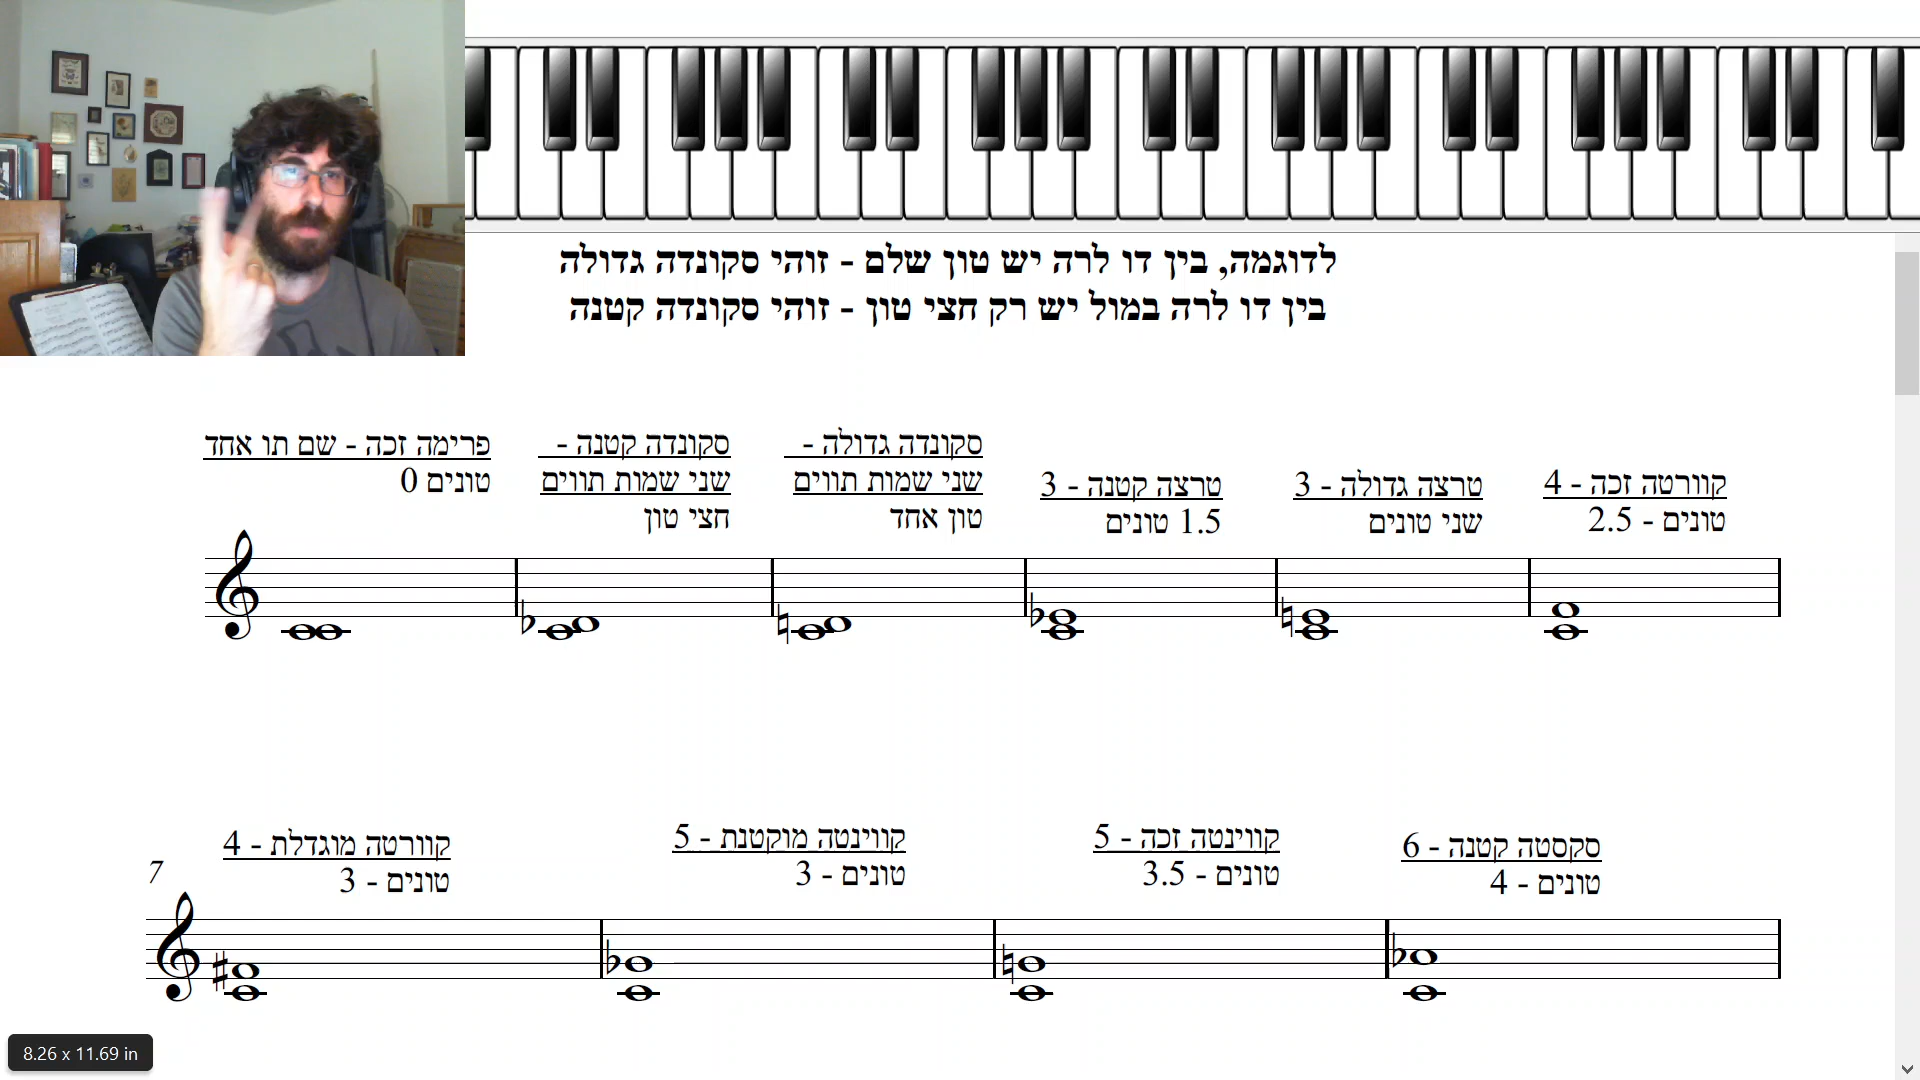 לדוגמה, בין דו לרה יש טון שלם - זוהי סקונדה גדולה
בין דו לרה במול יש רק חצי טון - זוהי סקונדה קטנה
פרימה זכה - שם תו אחד
טונים 0
סקונדה קטנה -
שני שמות תווים
חצי טון
סקונדה גדולה -
שני שמות תווים
טון אחד
טרצה קטנה - 3
1.5 טונים
טרצה גדולה - 3
שני טונים
קוורטה זכה - 4
טונים - 2.5
7
קוורטה מוגדלת - 4
טונים - 3
קווינטה מוקטנת - 5
טונים - 3
קווינטה זכה - 5
טונים - 3.5
סקסטה קטנה - 6
טונים - 4
8.26 x 11.69 in